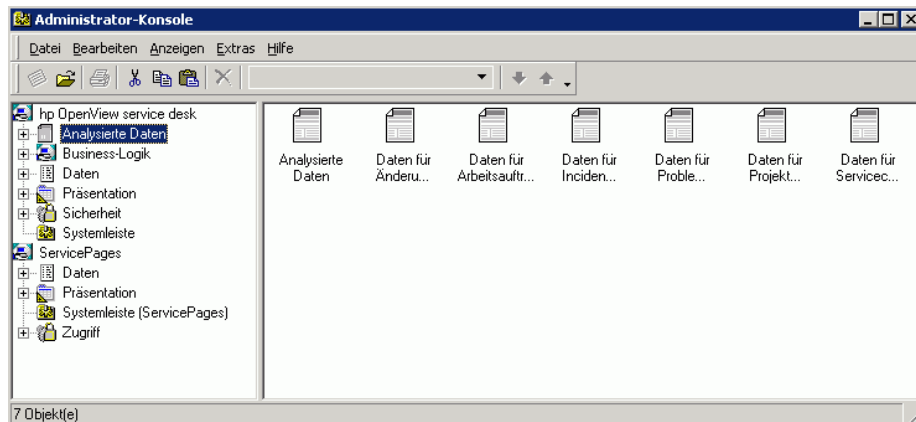 Administrator-Konsole
Datei Bearbeiten Anzeigen Extras Hilfe
hp OpenView service desk
Analysierte Daten
Business-Logik
Daten
Präsentation
Sicherheit
Systemleiste
ServicePages
Daten
Präsentation
Systemleiste (ServicePages)
Zugriff
Analysierte Daten
Daten für Änderu...
Daten für Arbeitsauftr...
Daten für Inciden...
Daten für Proble...
Daten für Projekt...
Daten für Servicec...
7 Objekt(e)